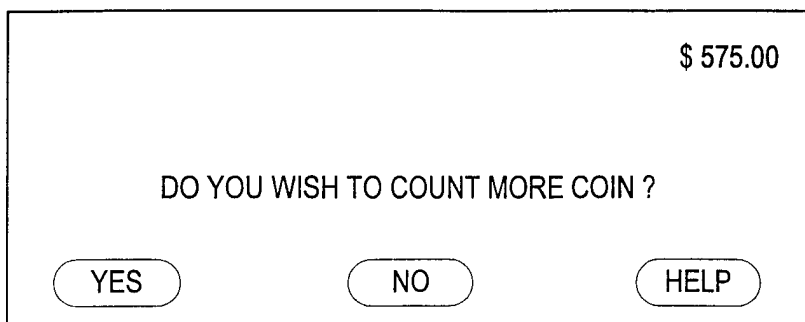 $ 575.00
DO YOU WISH TO COUNT MORE COIN ?
YES NO HELP